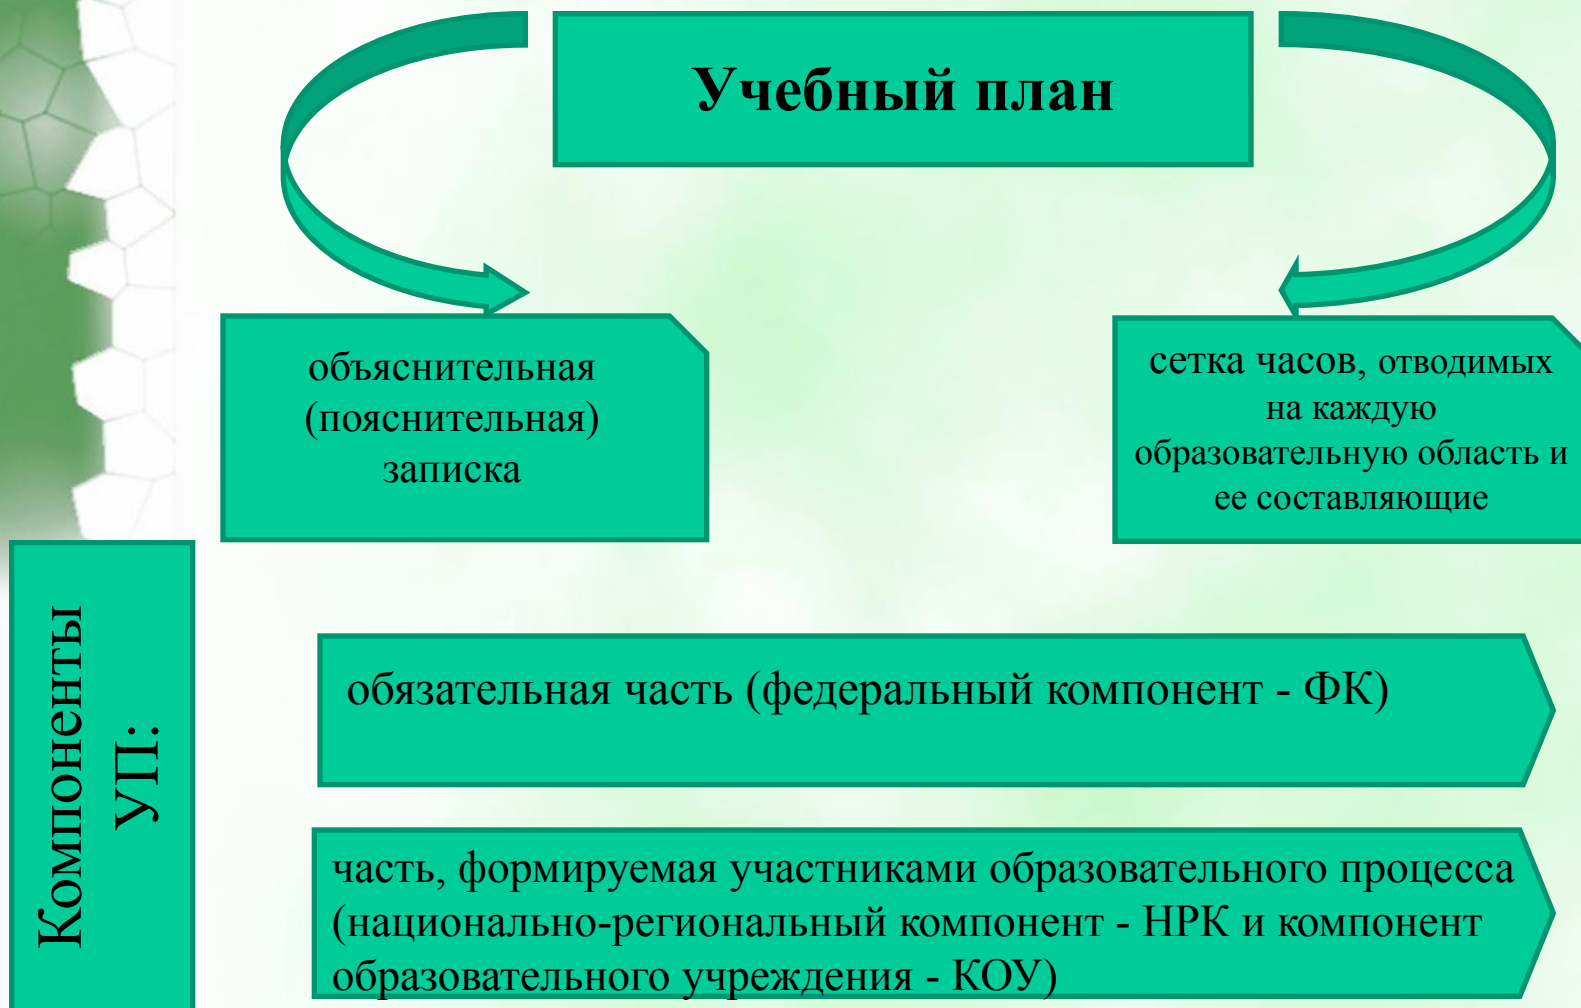 Учебный план
объяснительная
(пояснительная)
записка
сетка часов, отводимых
на каждую
образовательную область и
ее составляющие
Компоненты
УП:
обязательная часть (федеральный компонент - ФК)
часть, формируемая участниками образовательного процесса
(национально-региональный компонент - НРК и компонент
образовательного учреждения - КОУ)